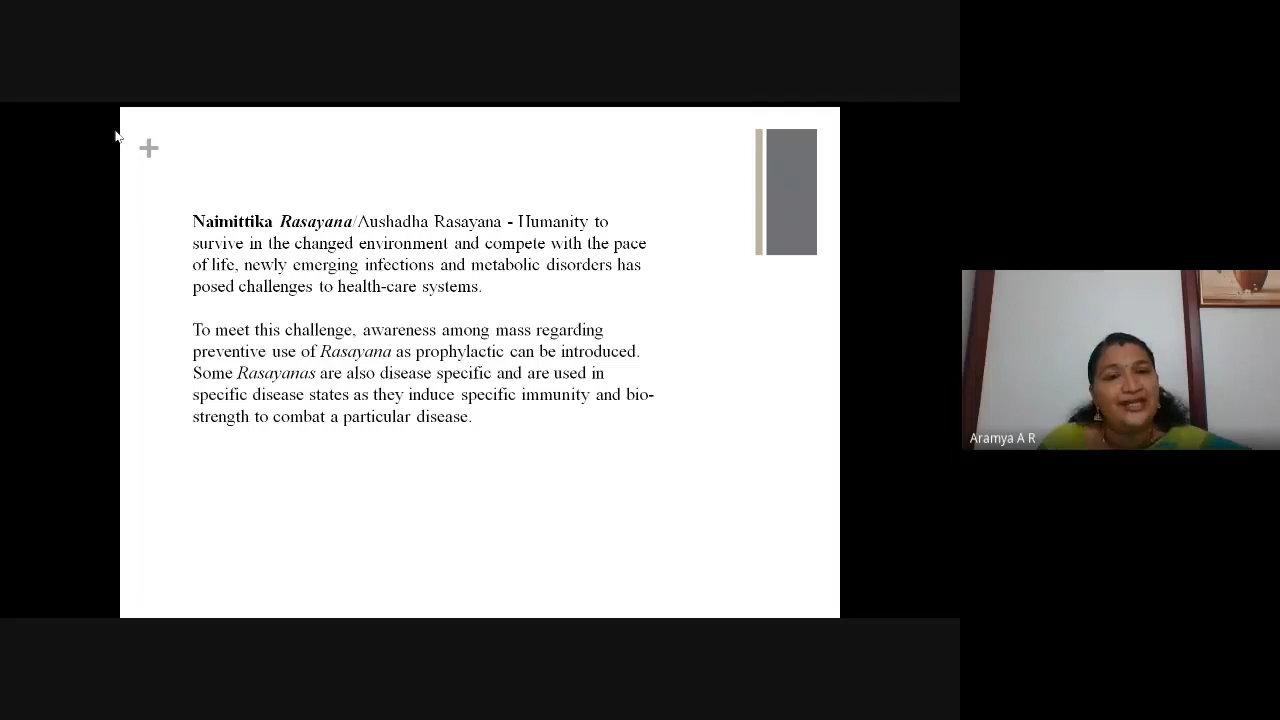 Naimittika Rasayana/Aushadha Rasayana - Humanity to
survive in the changed environment and compete with the pace
of life, newly emerging infections and metabolic disorders has
posed challenges to health-care systems.
To meet this challenge, awareness among mass regarding
preventive use of Rasayana as prophylactic can be introduced.
Some Rasayanas are also disease specific and are used in
specific disease states as they induce specific immunity and bio-
strength to combat a particular disease.
Aramya A R